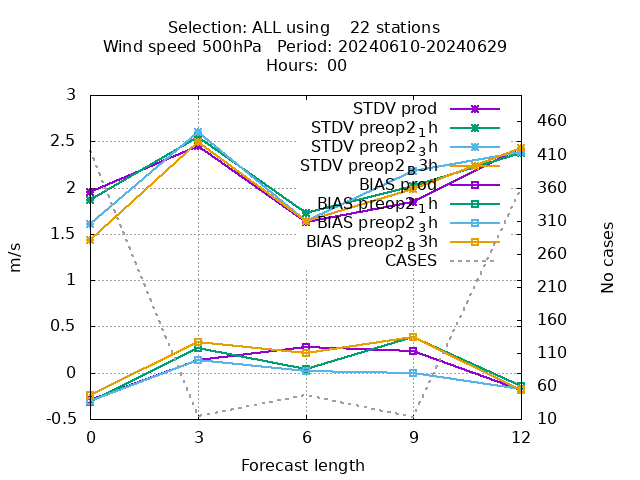 Selection: ALL using 22 stations
Wind speed 500hPa Period: 20240610-20240629
Hours: 00
3
2.5
2
1.5
1
0.5
0
-0.5
m/s
STDV prod
STDV preop2₁h
STDV preop2₃h
STDV preop2_B3h
BIAS prod
BIAS preop2₁h
BIAS preop2₃h
BIAS preop2_B3h
CASES
460
410
360
310
260
210
160
110
60
10
No cases
0 3 6 9 12
Forecast length